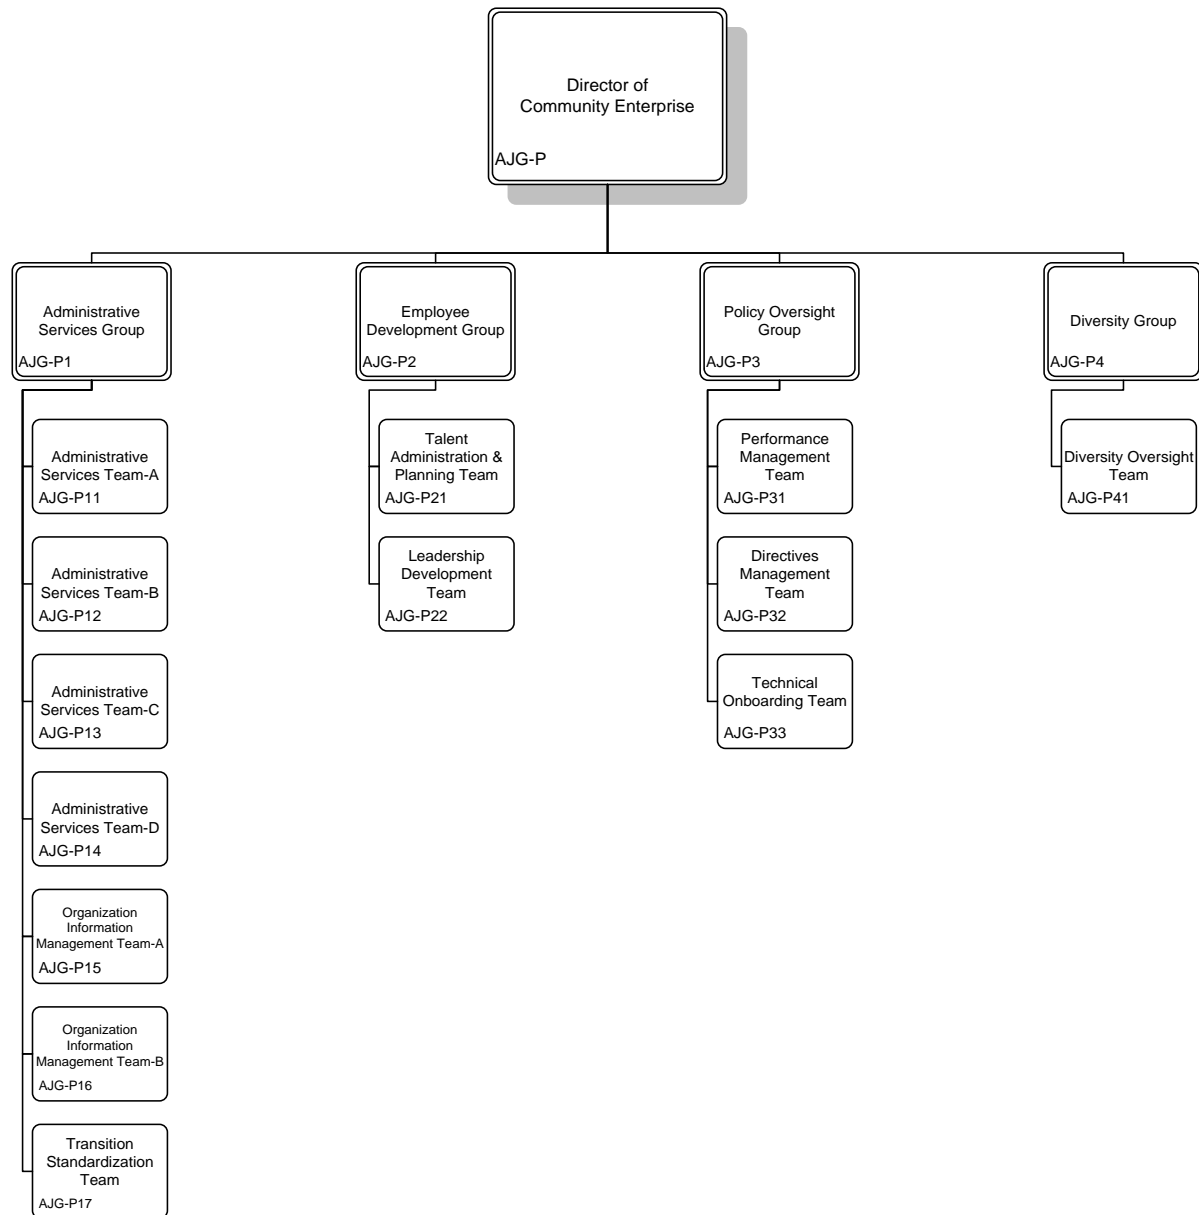 Director of
Community Enterprise
AJG-P
Administrative
Services Group
AJG-P1
Employee
Development Group
AJG-P2
Policy Oversight
Group
AJG-P3
Diversity Group
AJG-P4
Administrative
Services Team-A
AJG-P11
Administrative
Services Team-B
AJG-P12
Administrative
Services Team-C
AJG-P13
Administrative
Services Team-D
AJG-P14
Organization
Information
Management Team-A
AJG-P15
Organization
Information
Management Team-B
AJG-P16
Transition
Standardization
Team
AJG-P17
Talent
Administration &
Planning Team
AJG-P21
Leadership
Development
Team
AJG-P22
Performance
Management
Team
AJG-P31
Directives
Management
Team
AJG-P32
Technical
Onboarding Team
AJG-P33
Diversity Oversight
Team
AJG-P41